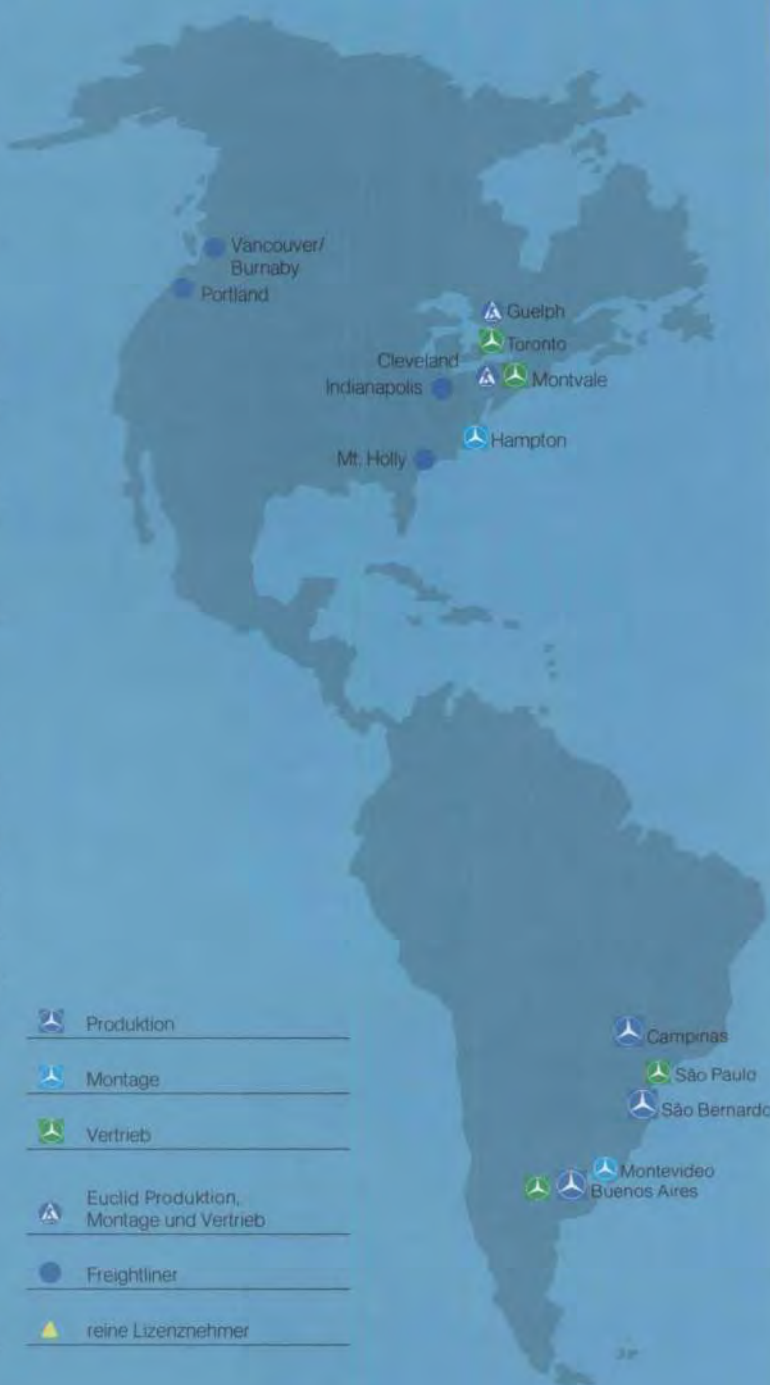 Vancouver/
Burnaby
Portland
Guelph
Toronto
Cleveland
Indianapolis
Montvale
Hampton
Mt. Holly
Campinas
São Paulo
São Bernardo
Montevideo
Buenos Aires
Produktion
Montage
Vertrieb
Euclid Produktion,
Montage und Vertrieb
Freightliner
reine Lizenznehmer